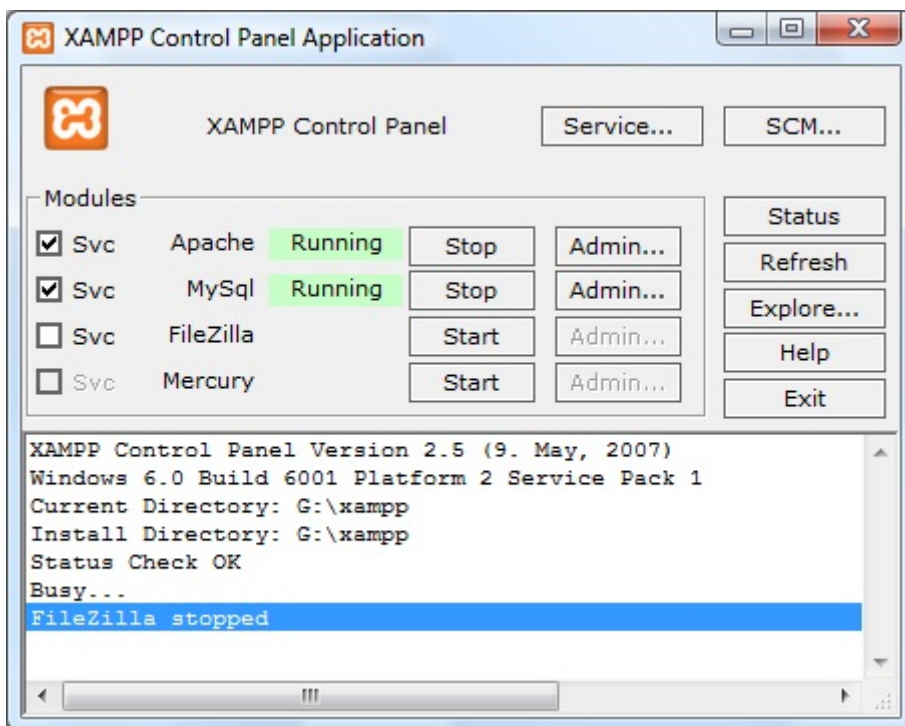 XAMPP Control Panel Application
XAMPP Control Panel Service... SCM...
Modules
Svc Apache Running Stop Admin...
Svc MySql Running Stop Admin...
Svc FileZilla Start Admin...
Svc Mercury Start Admin...
Status
Refresh
Explore...
Help
Exit
XAMPP Control Panel Version 2.5 (9. May, 2007)
Windows 6.0 Build 6001 Platform 2 Service Pack 1
Current Directory: G:\xampp
Install Directory: G:\xampp
Status Check OK
Busy...
FileZilla stopped